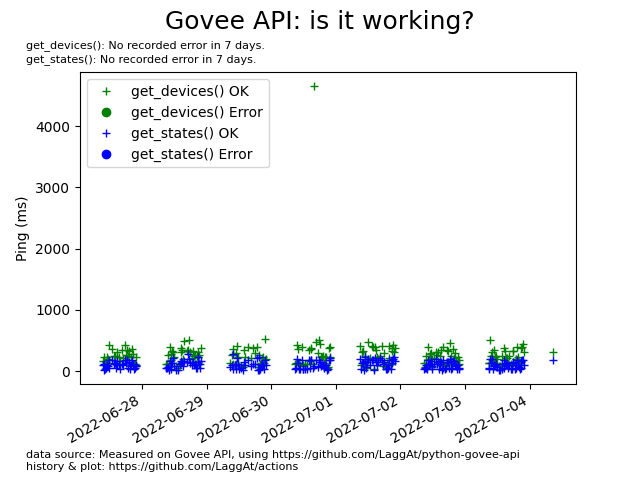 Govee API: is it working?
get_devices(): No recorded error in 7 days.
get_states(): No recorded error in 7 days.
get_devices() OK
get_devices() Error
get_states() OK
get_states() Error
Ping (ms)
4000
3000
2000
1000
0
2022-06-28
2022-06-29
2022-06-30
2022-07-01
2022-07-02
2022-07-03
2022-07-04
data source: Measured on Govee API, using https://github.com/LaggAt/python-govee-api
history & plot: https://github.com/LaggAt/actions